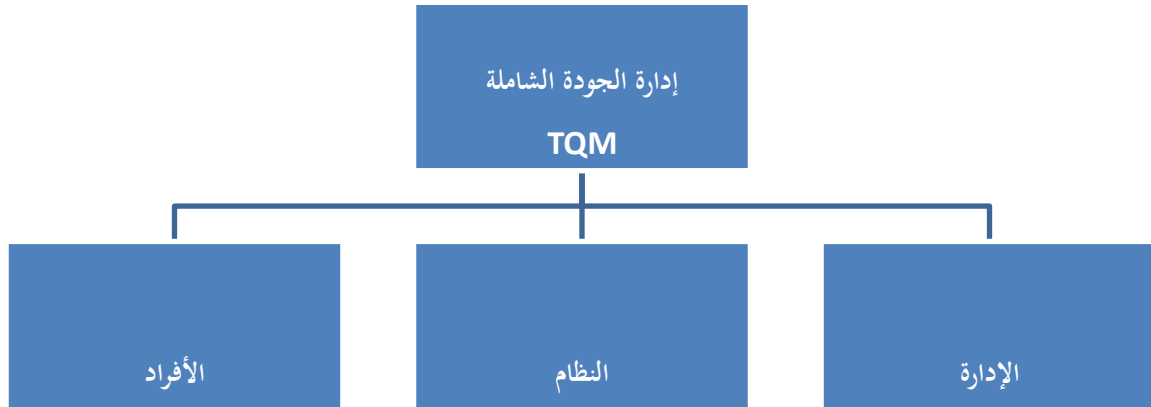 إدارة الجودة الشاملة
TQM
الإدارة
النظام
الأفراد